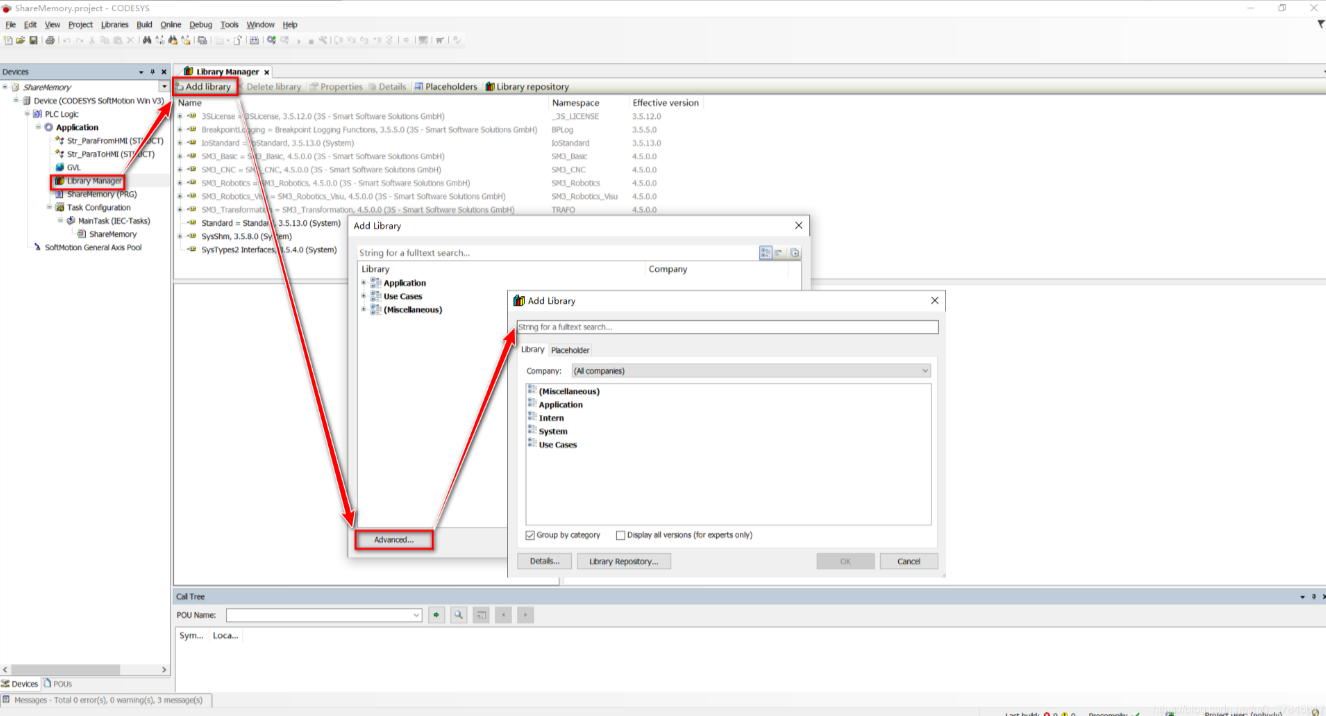 ShareMemory.project - CODESYS
File Edit View Project Libraries Build Online Debug Tools Window Help
Devices
Library Manager
ShareMemory
Device (CODESYS SoftMotion Win V3)
PLC Logic
Application
Str_ParaFromHMI (STRUCT)
Str_ParaToHMI (STRUCT)
GVL
Library Manager
ShareMemory (PRG)
Task Configuration
MainTask (IEC-Tasks)
ShareMemory
SoftMotion General Axis Pool
Add library Delete library Properties Details Placeholders Library repository
Name Namespace Effective version
3SLicense = 3SLicense, 3.5.12.0 (3S - Smart Software Solutions GmbH) _3S_LICENSE 3.5.12.0
BreakpointLogging = Breakpoint Logging Functions, 3.5.5.0 (3S - Smart Software Solutions GmbH) BPLog 3.5.5.0
IoStandard = IoStandard, 3.5.13.0 (System) IoStandard 3.5.13.0
SM3_Basic = SM3_Basic, 4.5.0.0 (3S - Smart Software Solutions GmbH) SM3_Basic 4.5.0.0
SM3_CNC = SM3_CNC, 4.5.0.0 (3S - Smart Software Solutions GmbH) SM3_CNC 4.5.0.0
SM3_Robotics = SM3_Robotics, 4.5.0.0 (3S - Smart Software Solutions GmbH) SM3_Robotics 4.5.0.0
SM3_Robotics_Visu = SM3_Robotics_Visu, 4.5.0.0 (3S - Smart Software Solutions GmbH) SM3_Robotics_Visu 4.5.0.0
SM3_Transformation = SM3_Transformation, 4.5.0.0 (3S - Smart Software Solutions GmbH) TRAFO 4.5.0.0
Standard = Standard, 3.5.13.0 (System)
SysShm, 3.5.8.0 (System)
SysTypes2 Interfaces, 3.5.4.0 (System)
Add Library
String for a fulltext search...
Library Company
Application
Use Cases
(Miscellaneous)
Advanced...
Add Library
String for a fulltext search...
Library Placeholder
Company: (All companies)
(Miscellaneous)
Application
Intern
System
Use Cases
Group by category Display all versions (for experts only)
Details... Library Repository... OK Cancel
Call Tree
POU Name:
Sym... Loca...
Devices POUs
Messages - Total 0 error(s), 0 warning(s), 3 message(s)
Last build: 0 0 Precompile Project user: (nobody)